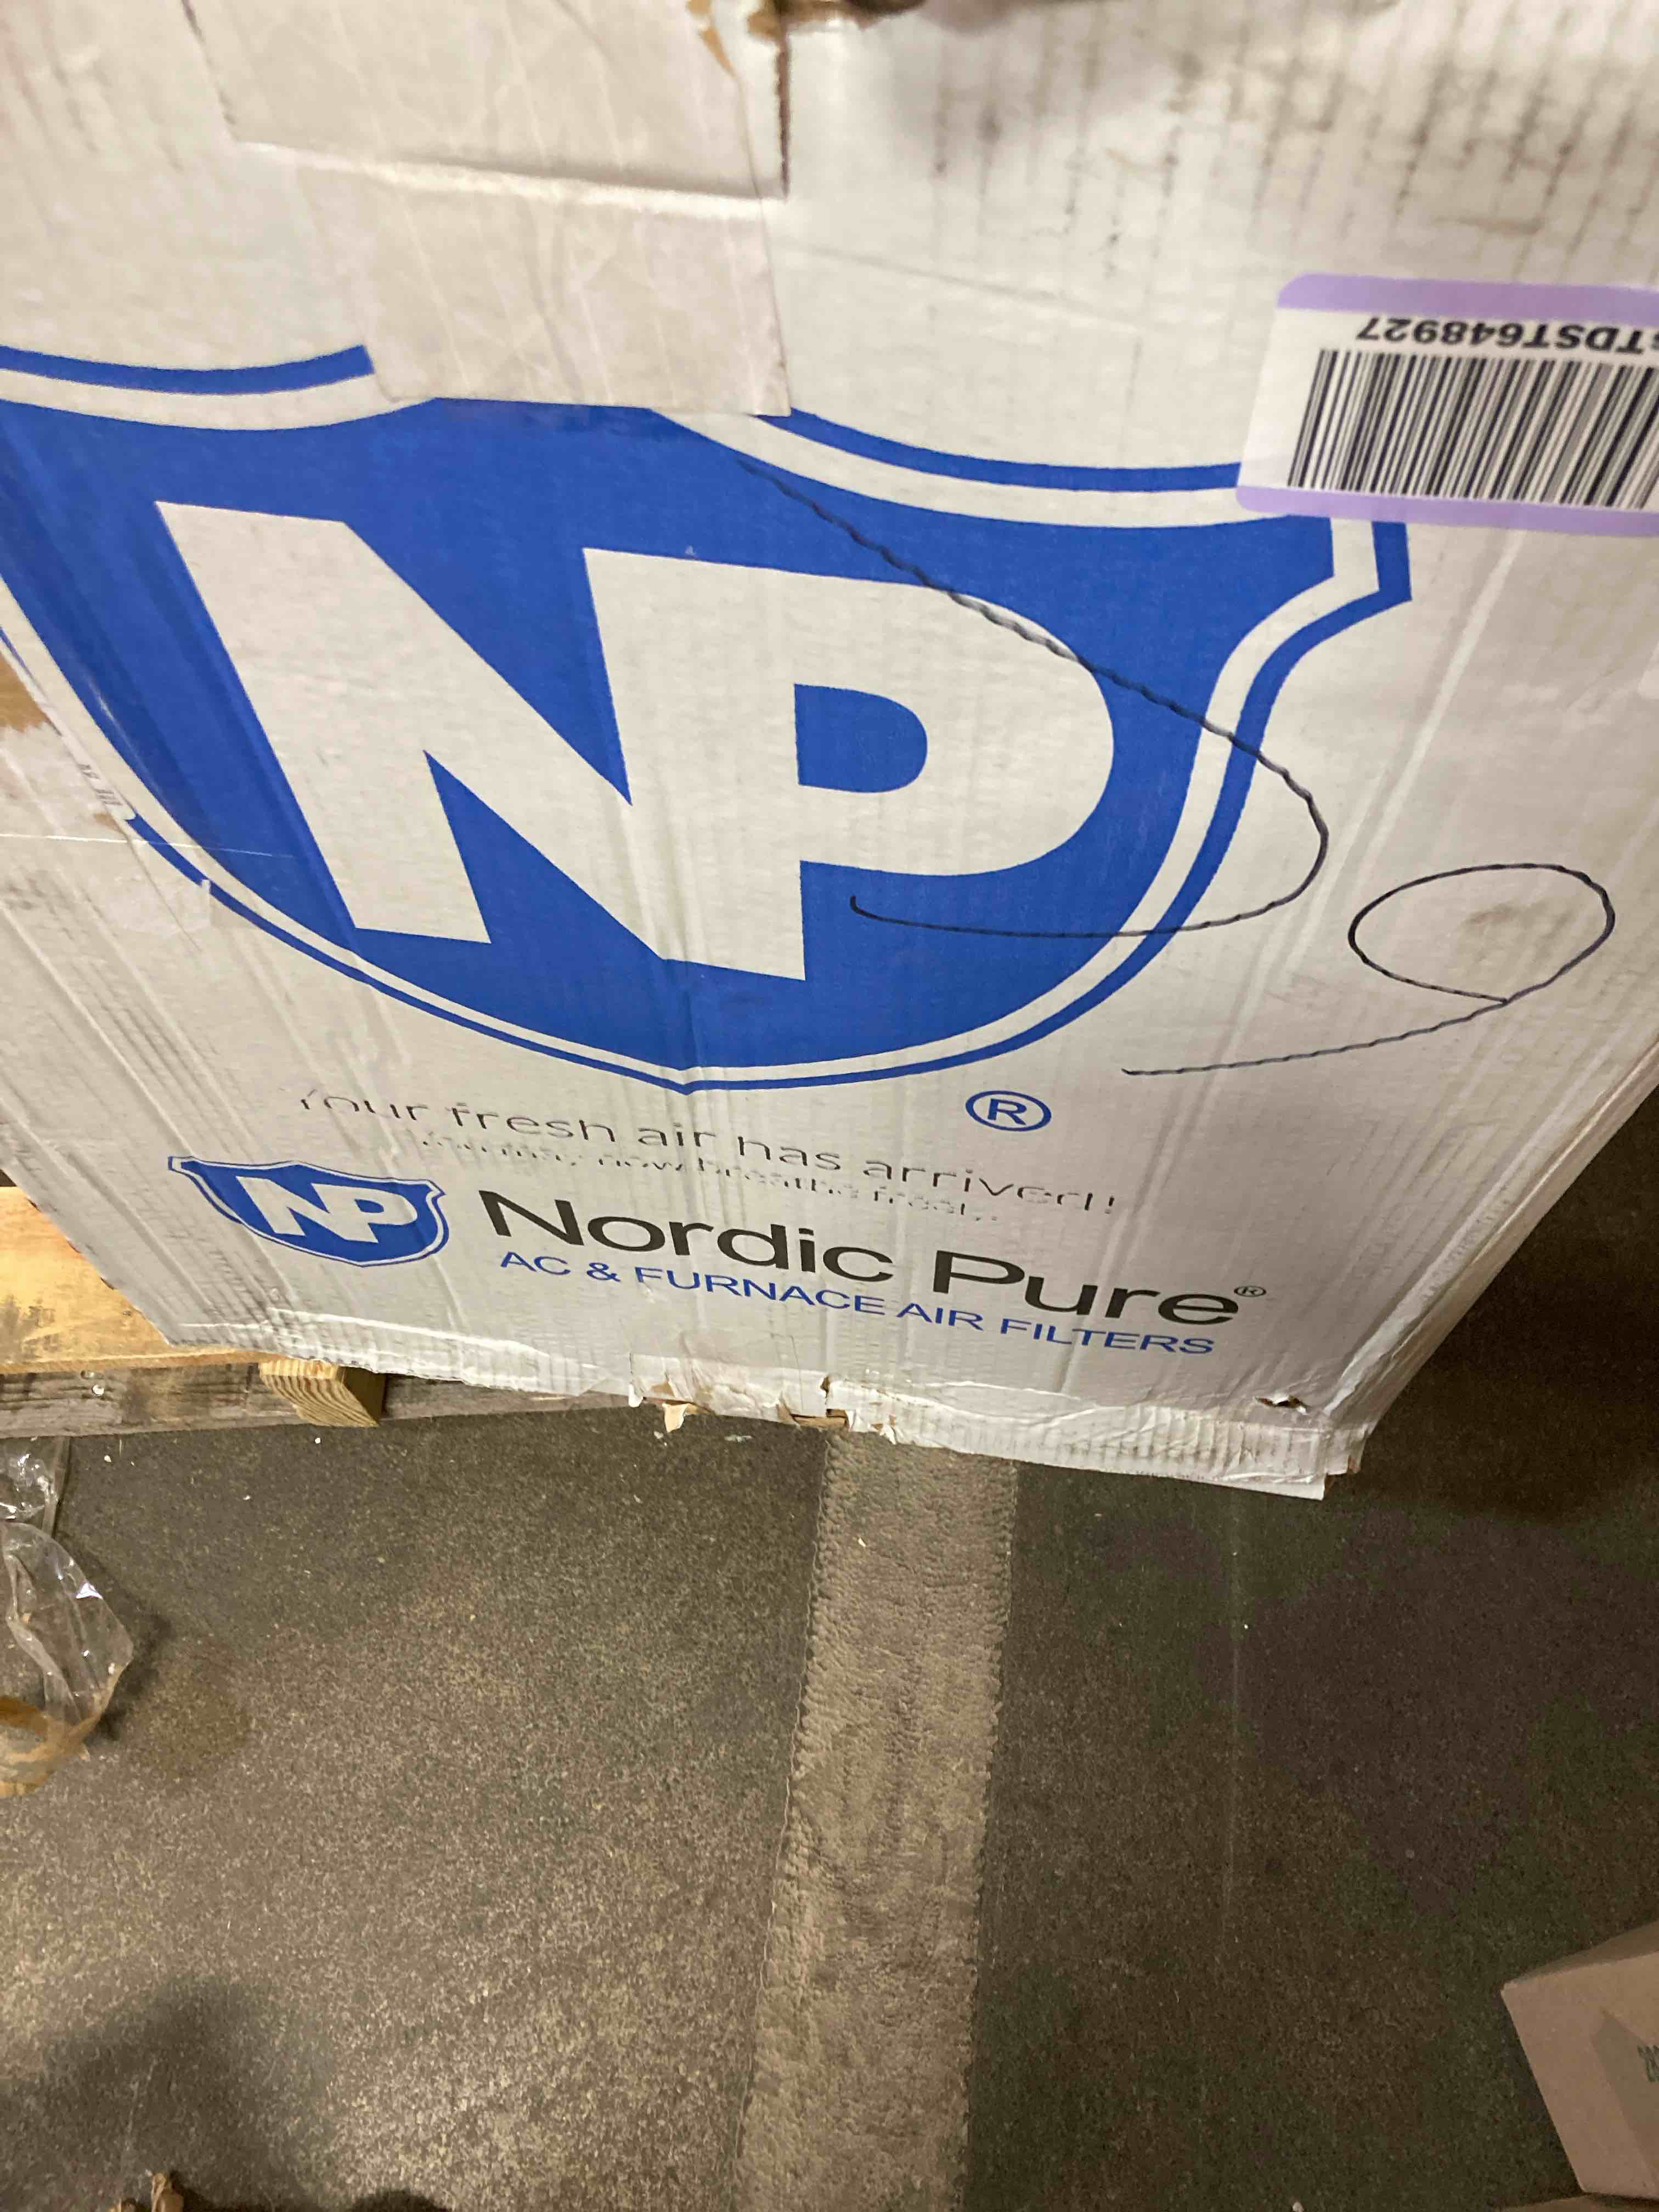 TDST648927
NP
®
Your fresh air has arrived!
NP Nordic Pure®
AC & FURNACE AIR FILTERS